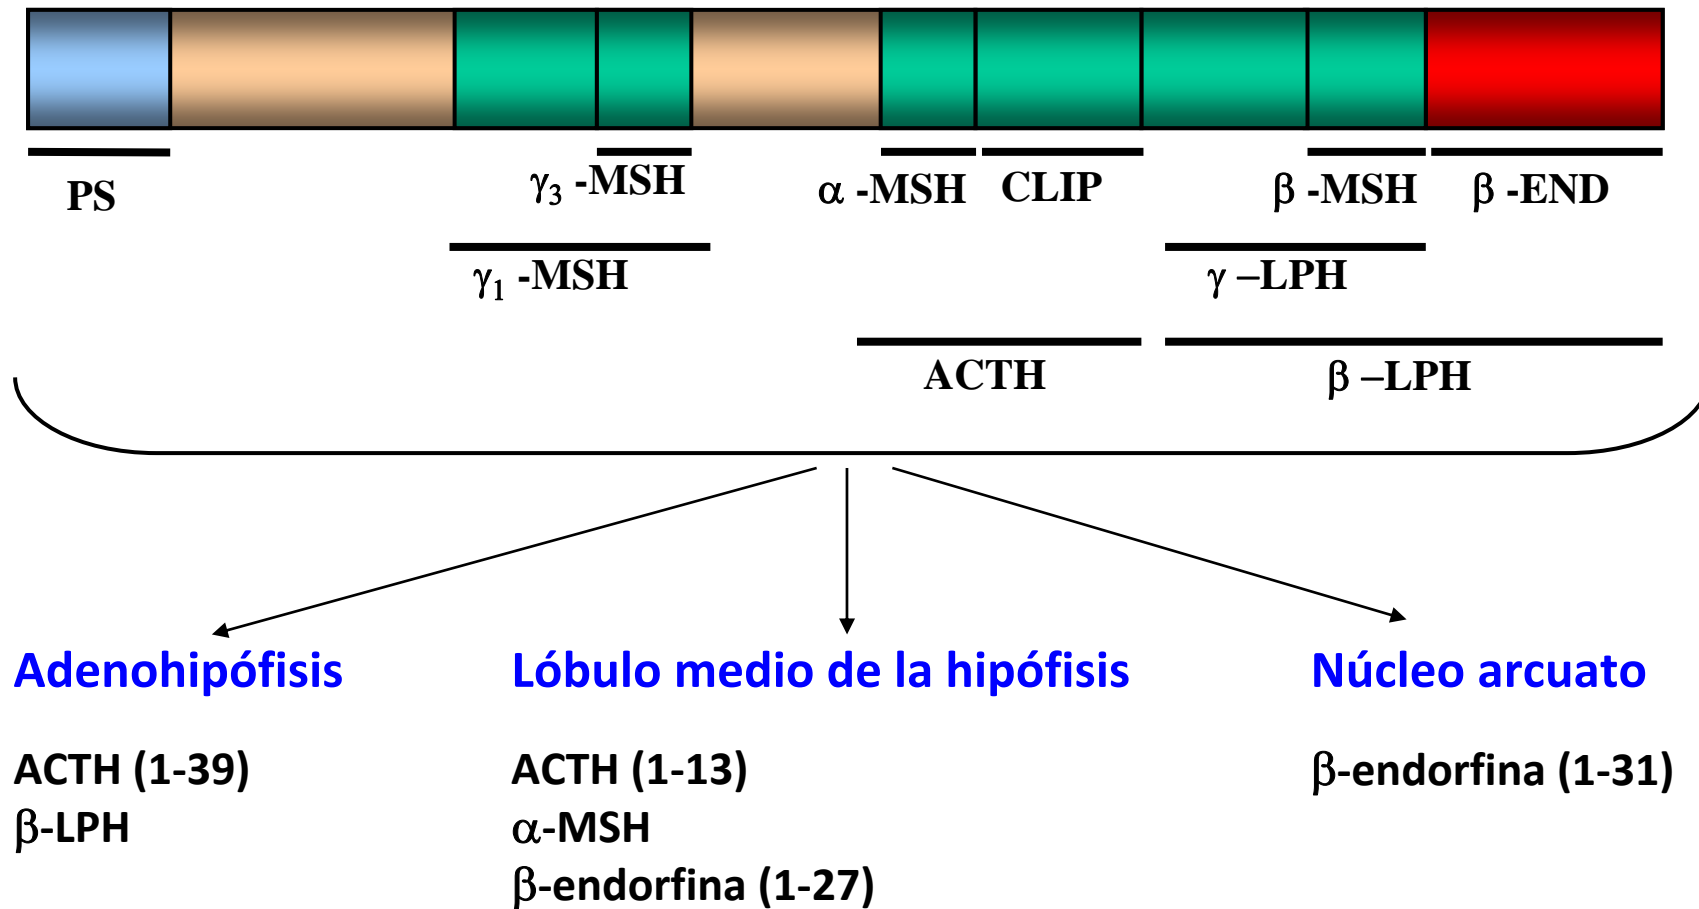 PS
γ₃ -MSH
α -MSH
CLIP
β -MSH
β -END
γ₁ -MSH
γ –LPH
ACTH
β –LPH
Adenohipófisis
ACTH (1-39)
β-LPH
Lóbulo medio de la hipófisis
ACTH (1-13)
α-MSH
β-endorfina (1-27)
Núcleo arcuato
β-endorfina (1-31)